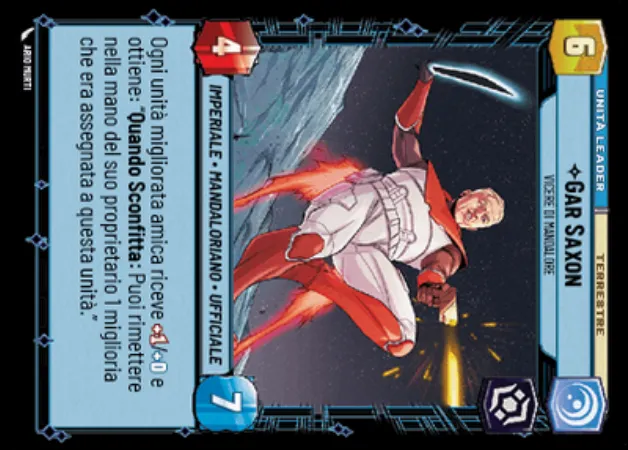 6
UNITÀ LEADER
TERRESTRE
GAR SAXON
VICERÉ DI MANDALORE
4
IMPERIALE • MANDALORIANO • UFFICIALE
7
Ogni unità migliorata amica riceve +1/+0 e
ottiene: “Quando Sconfitta: Puoi rimettere
nella mano del suo proprietario 1 miglioria
che era assegnata a questa unità.”
ARIO MURTI